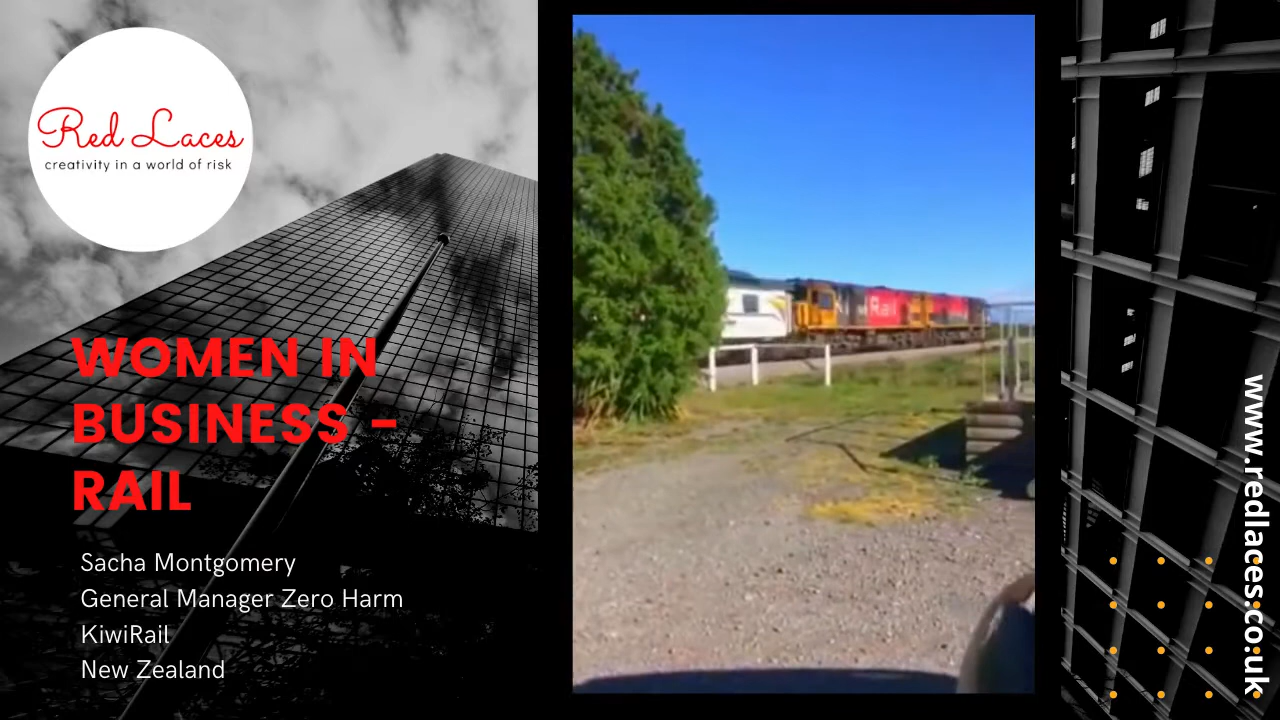 Red Laces
creativity in a world of risk
WOMEN IN
BUSINESS -
RAIL
Sacha Montgomery
General Manager Zero Harm
KiwiRail
New Zealand
Rail
www.redlaces.co.uk